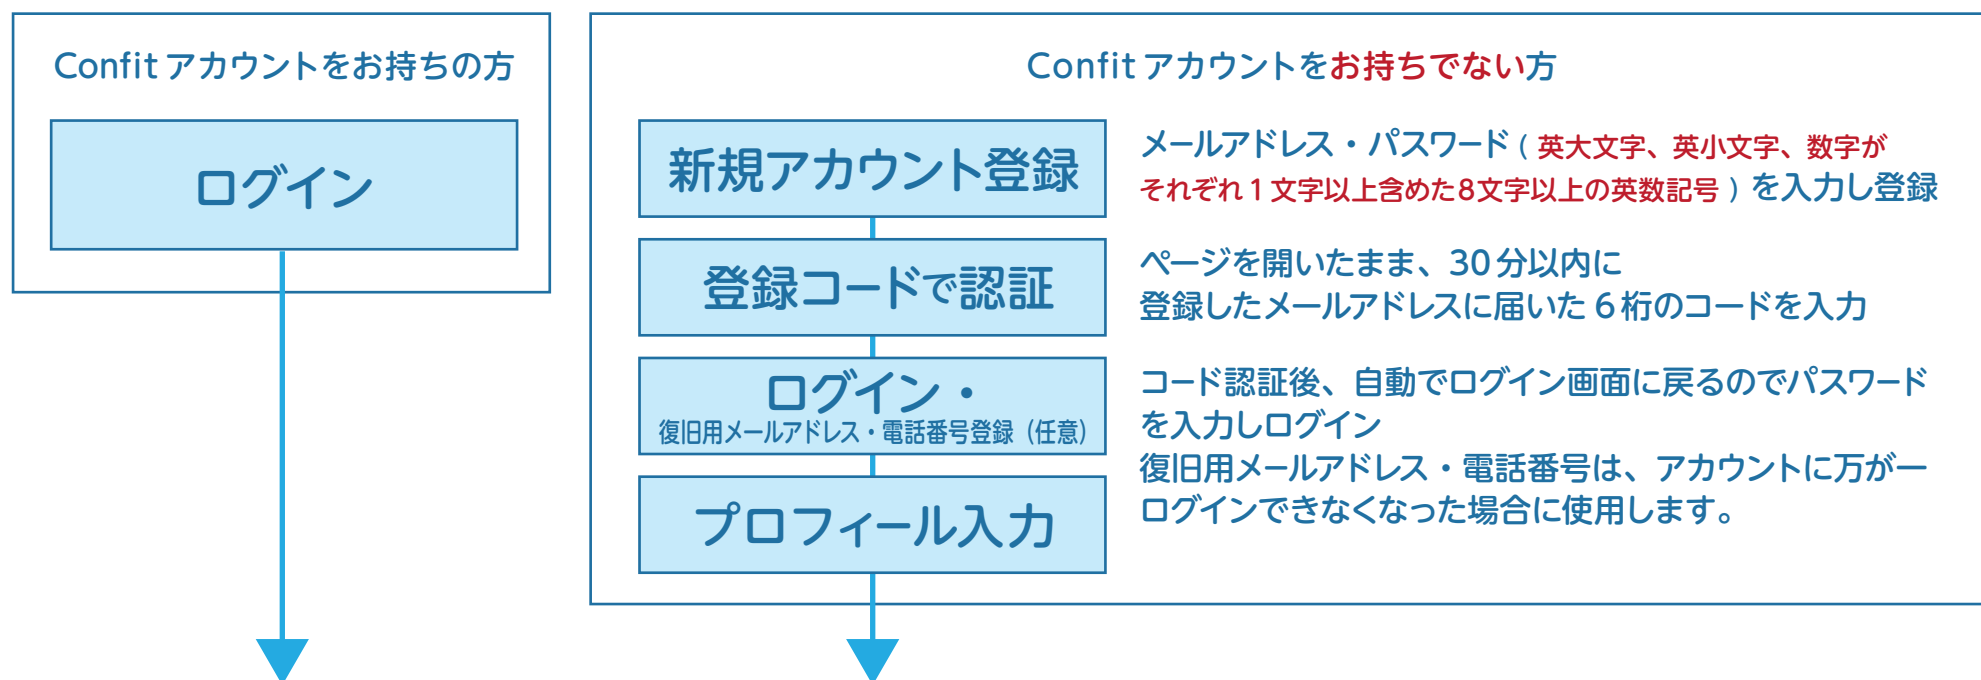 Confit アカウントをお持ちの方
ログイン
Confit アカウントをお持ちでない方
新規アカウント登録
メールアドレス・パスワード ( 英大文字、英小文字、数字が
それぞれ1文字以上含めた8文字以上の英数記号 ) を入力し登録
登録コードで認証
ページを開いたまま、30分以内に
登録したメールアドレスに届いた6桁のコードを入力
ログイン・
復旧用メールアドレス・電話番号登録（任意）
コード認証後、自動でログイン画面に戻るのでパスワード
を入力しログイン
復旧用メールアドレス・電話番号は、アカウントに万が一
ログインできなくなった場合に使用します。
プロフィール入力